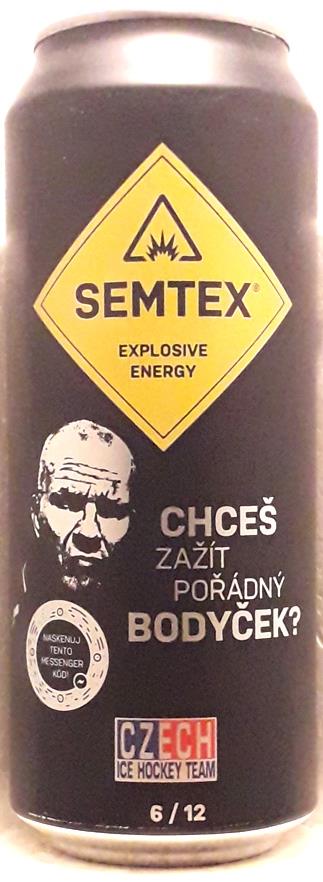 SEMTEX®
EXPLOSIVE
ENERGY
CHCEŠ
ZAŽÍT
POŘÁDNÝ
BODYČEK?
NASKENUJ
TENTO
MESSENGER
KÓD!
CZECH
ICE HOCKEY TEAM
6 / 12